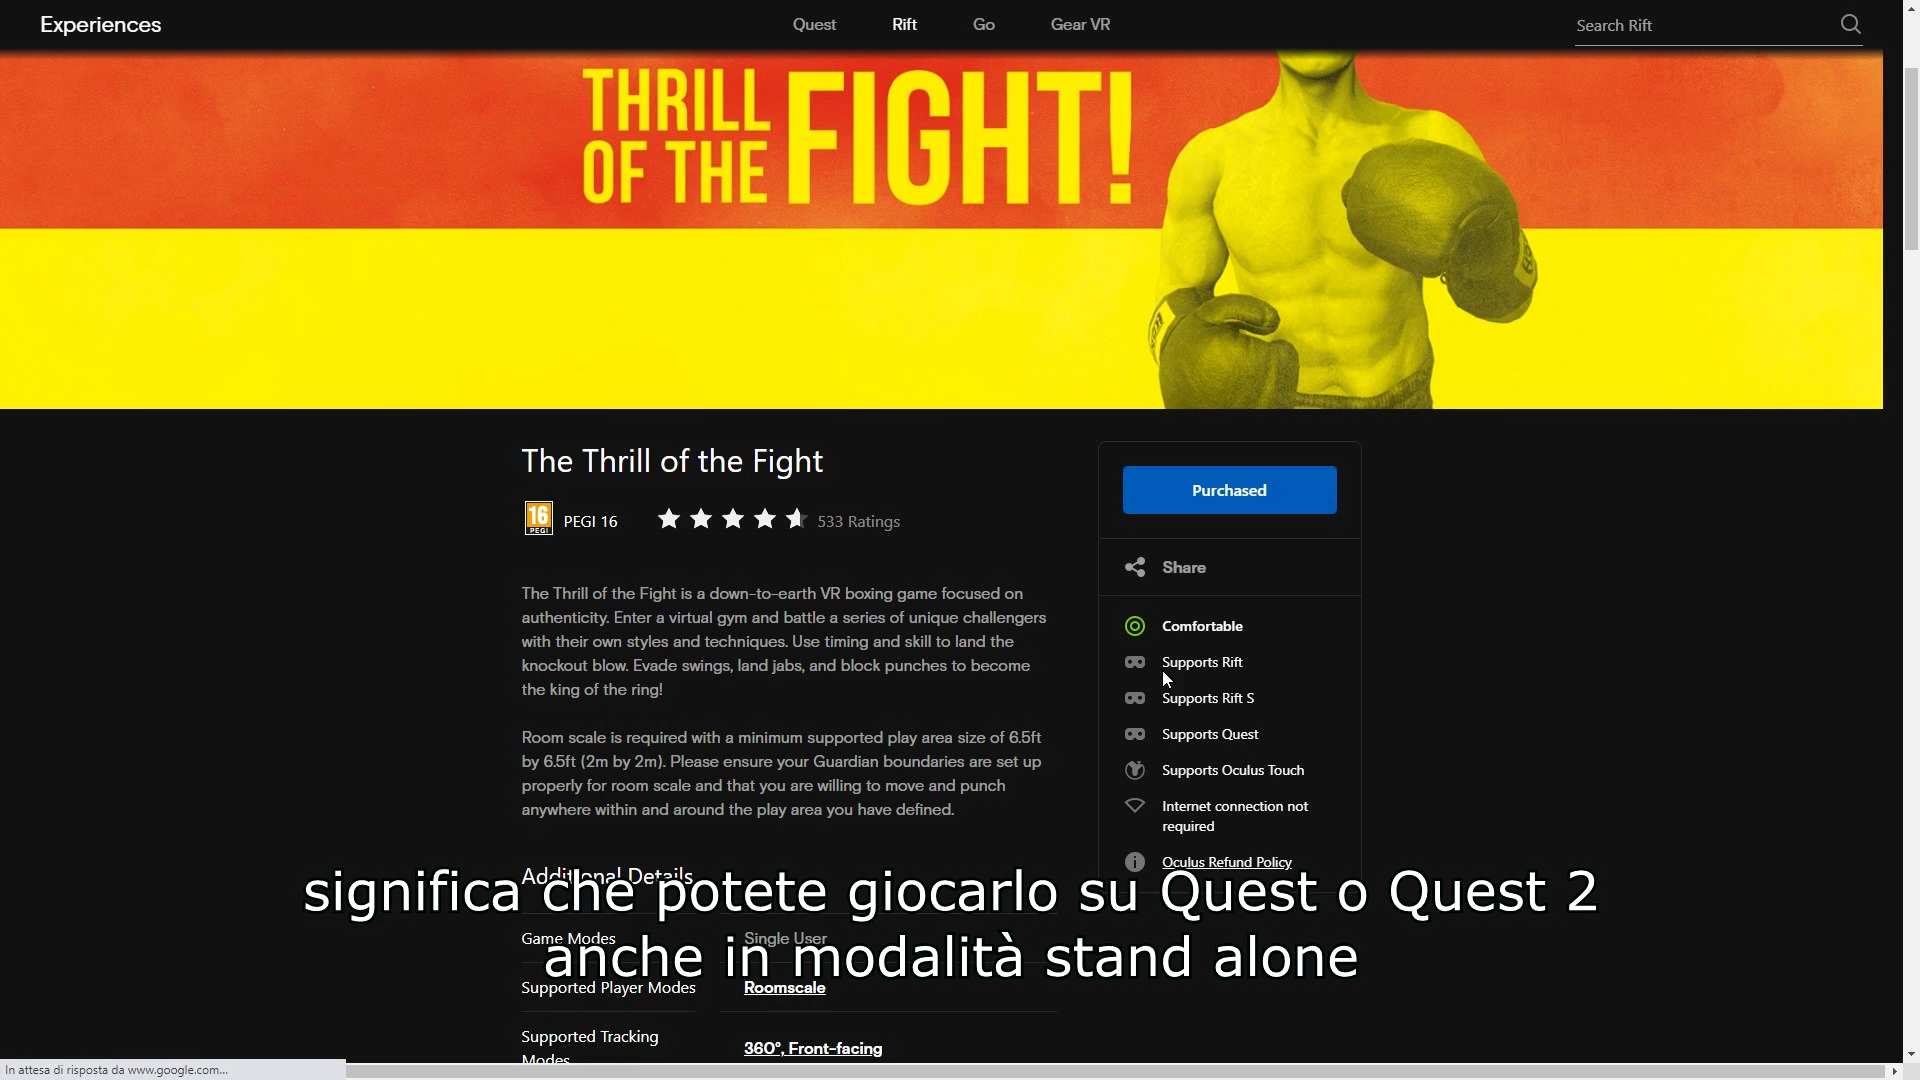 Experiences
Quest
Rift
Go
Gear VR
Search Rift
THRILL
OF THE
FIGHT!
The Thrill of the Fight
16
PEGI
PEGI 16
533 Ratings
The Thrill of the Fight is a down-to-earth VR boxing game focused on
authenticity. Enter a virtual gym and battle a series of unique challengers
with their own styles and techniques. Use timing and skill to land the
knockout blow. Evade swings, land jabs, and block punches to become
the king of the ring!
Room scale is required with a minimum supported play area size of 6.5ft
by 6.5ft (2m by 2m). Please ensure your Guardian boundaries are set up
properly for room scale and that you are willing to move and punch
anywhere within and around the play area you have defined.
Purchased
Share
Comfortable
Supports Rift
Supports Rift S
Supports Quest
Supports Oculus Touch
Internet connection not
required
Oculus Refund Policy
Additional Details
Game Modes
Single User
Supported Player Modes
Roomscale
Supported Tracking
Modes
360°, Front-facing
significa che potete giocarlo su Quest o Quest 2
anche in modalità stand alone
In attesa di risposta da www.google.com...